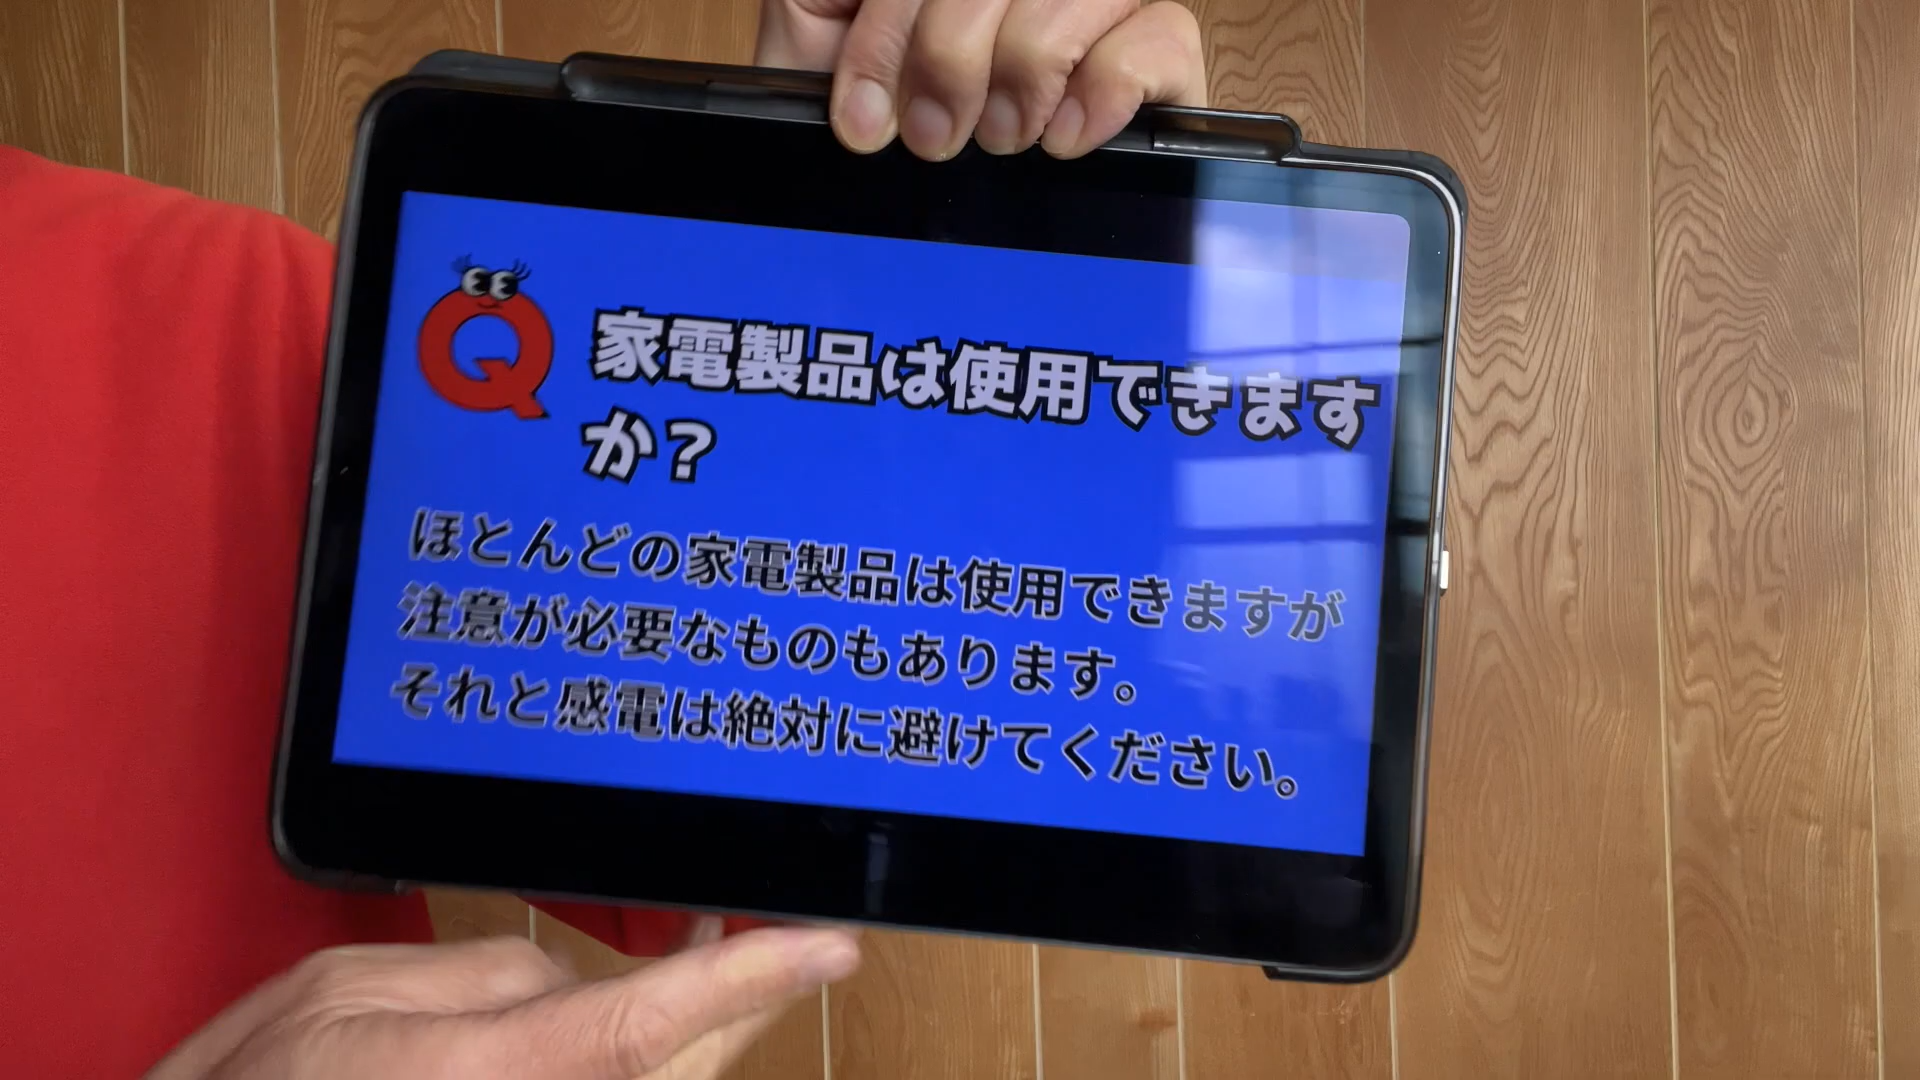 Q 家電製品は使用できます
か?
ほとんどの家電製品は使用できますが
注意が必要なものもあります。
それと感電は絶対に避けてください。